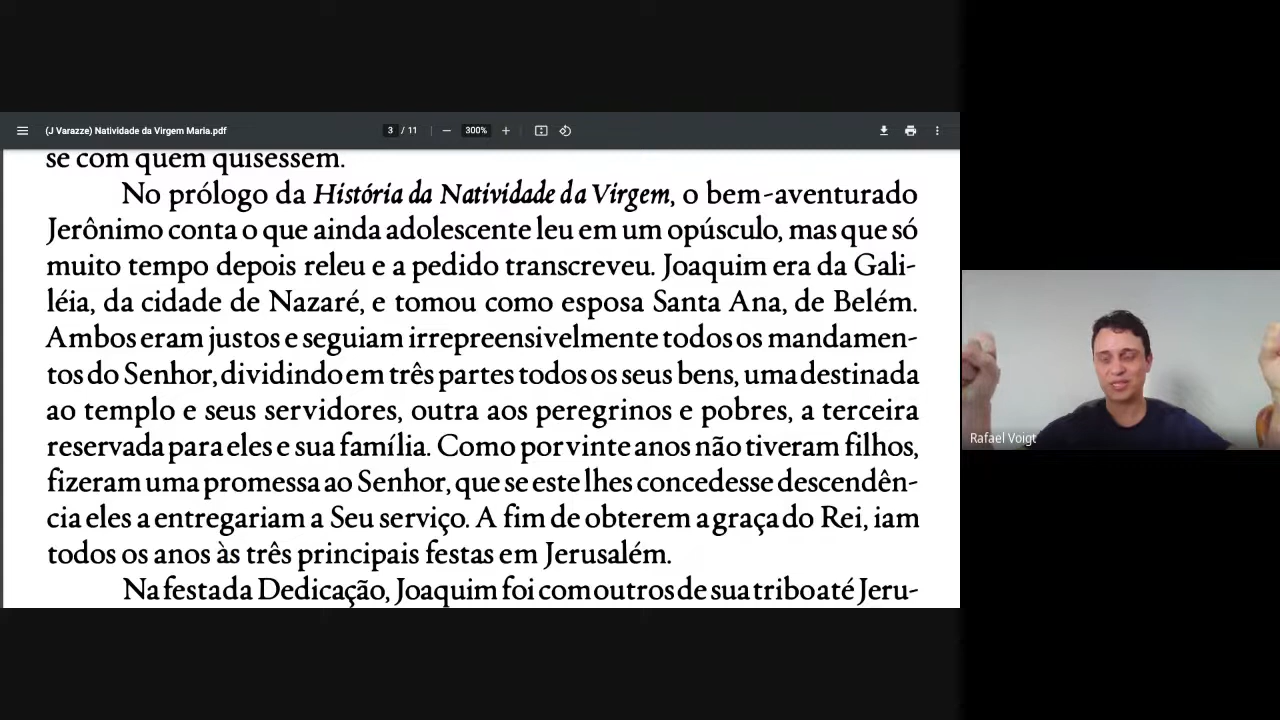 (J Varazze) Natividade da Virgem Maria.pdf
3 / 11
300%
se com quem quisessem.
No prólogo da História da Natividade da Virgem, o bem-aventurado
Jerônimo conta o que ainda adolescente leu em um opúsculo, mas que só
muito tempo depois releu e a pedido transcreveu. Joaquim era da Gali-
léia, da cidade de Nazaré, e tomou como esposa Santa Ana, de Belém.
Ambos eram justos e seguiam irrepreensivelmente todos os mandamen-
tos do Senhor, dividindo em três partes todos os seus bens, uma destinada
ao templo e seus servidores, outra aos peregrinos e pobres, a terceira
reservada para eles e sua família. Como por vinte anos não tiveram filhos,
fizeram uma promessa ao Senhor, que se este lhes concedesse descendên-
cia eles a entregariam a Seu serviço. A fim de obterem a graça do Rei, iam
todos os anos às três principais festas em Jerusalém.
Na festa da Dedicação, Joaquim foi com outros de sua tribo até Jeru-
Rafael Voigt